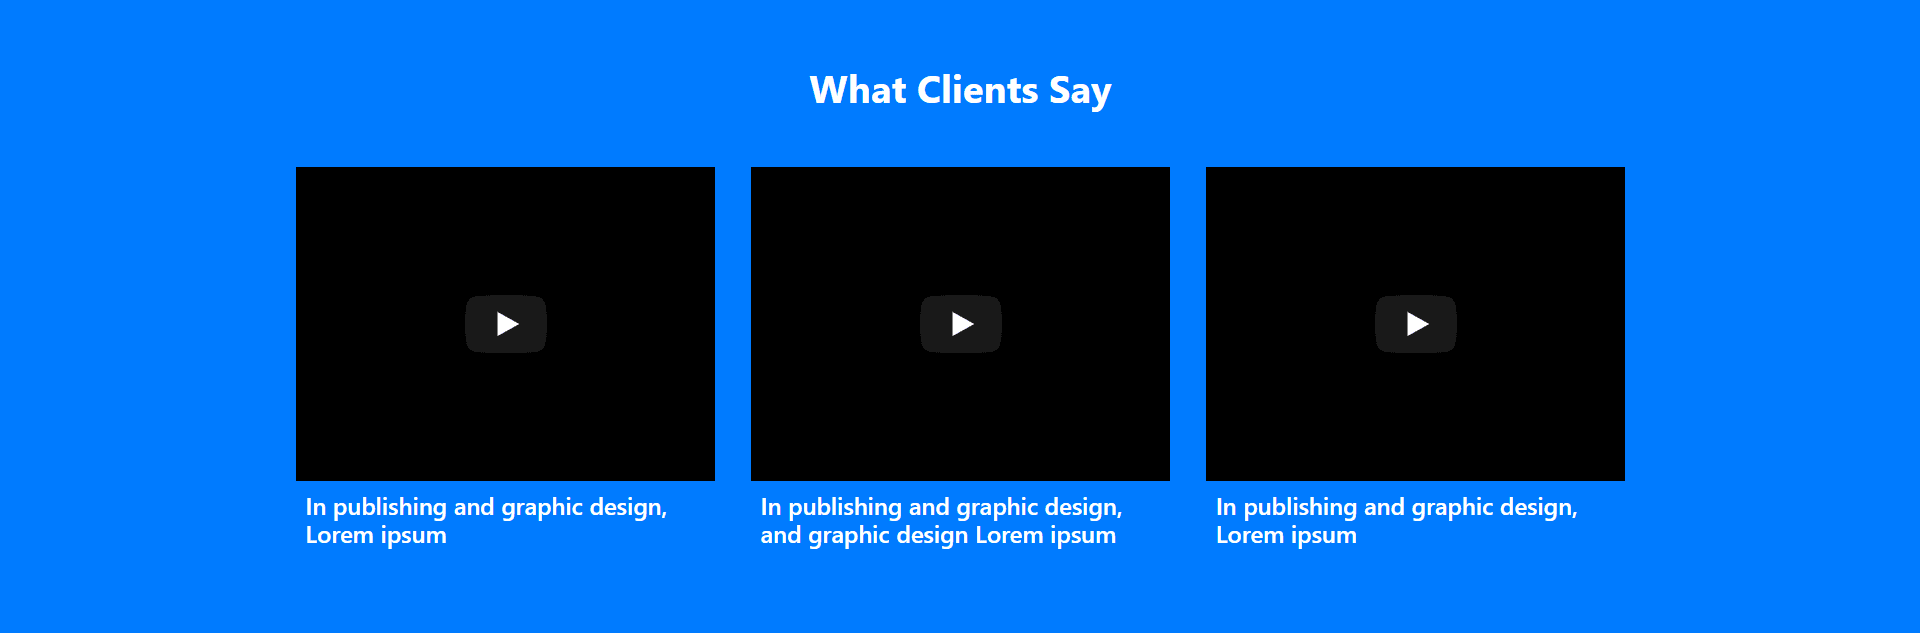 What Clients Say
In publishing and graphic design,
Lorem ipsum
In publishing and graphic design,
and graphic design Lorem ipsum
In publishing and graphic design,
Lorem ipsum